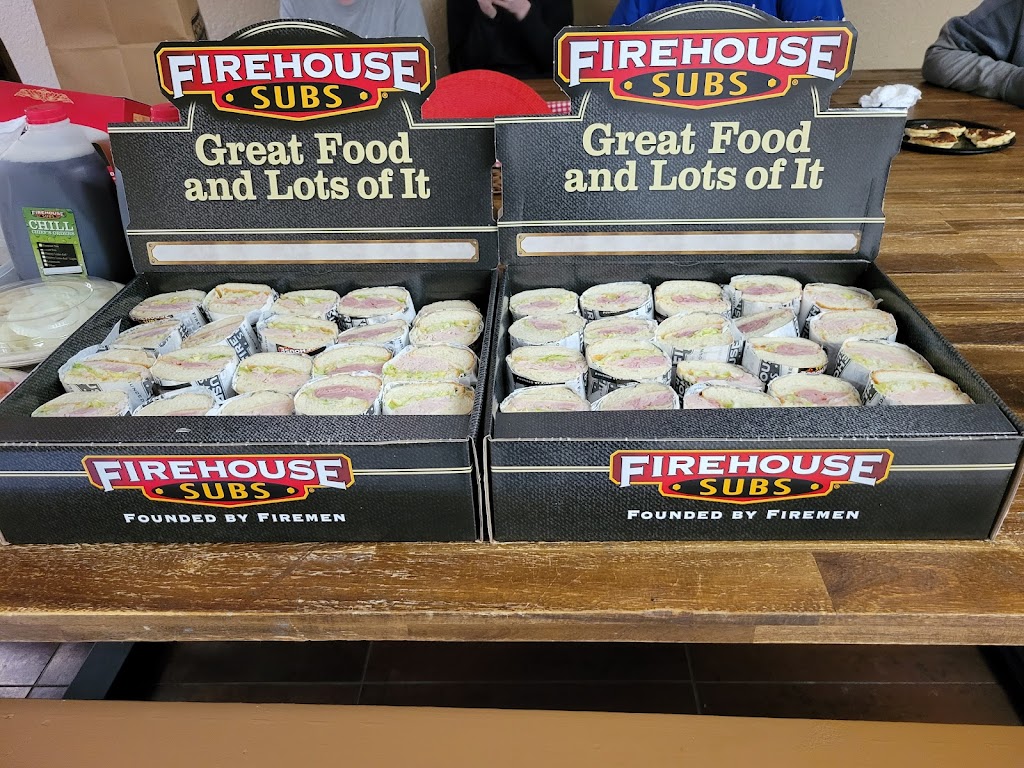 FIREHOUSE
SUBS
Great Food
and Lots of It
FIREHOUSE
SUBS
Great Food
and Lots of It
FIREHOUSE
CHILL
FIREHOUSE
SUBS
FOUNDED BY FIREMEN
FIREHOUSE
SUBS
FOUNDED BY FIREMEN